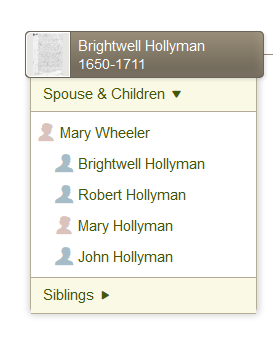 Brightwell Hollyman
1650-1711
Spouse & Children
Mary Wheeler
Brightwell Hollyman
Robert Hollyman
Mary Hollyman
John Hollyman
Siblings